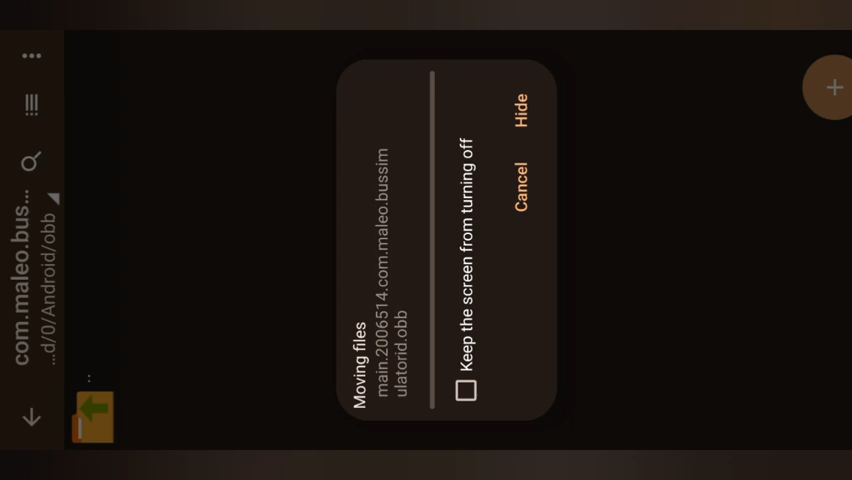 com.maleo.bus...
...d/0/Android/obb
..
Moving files
main.2006514.com.maleo.bussim
ulatorid.obb
Keep the screen from turning off
Cancel Hide